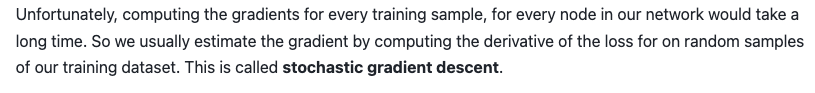 Unfortunately, computing the gradients for every training sample, for every node in our network would take a
long time. So we usually estimate the gradient by computing the derivative of the loss for on random samples
of our training dataset. This is called stochastic gradient descent.